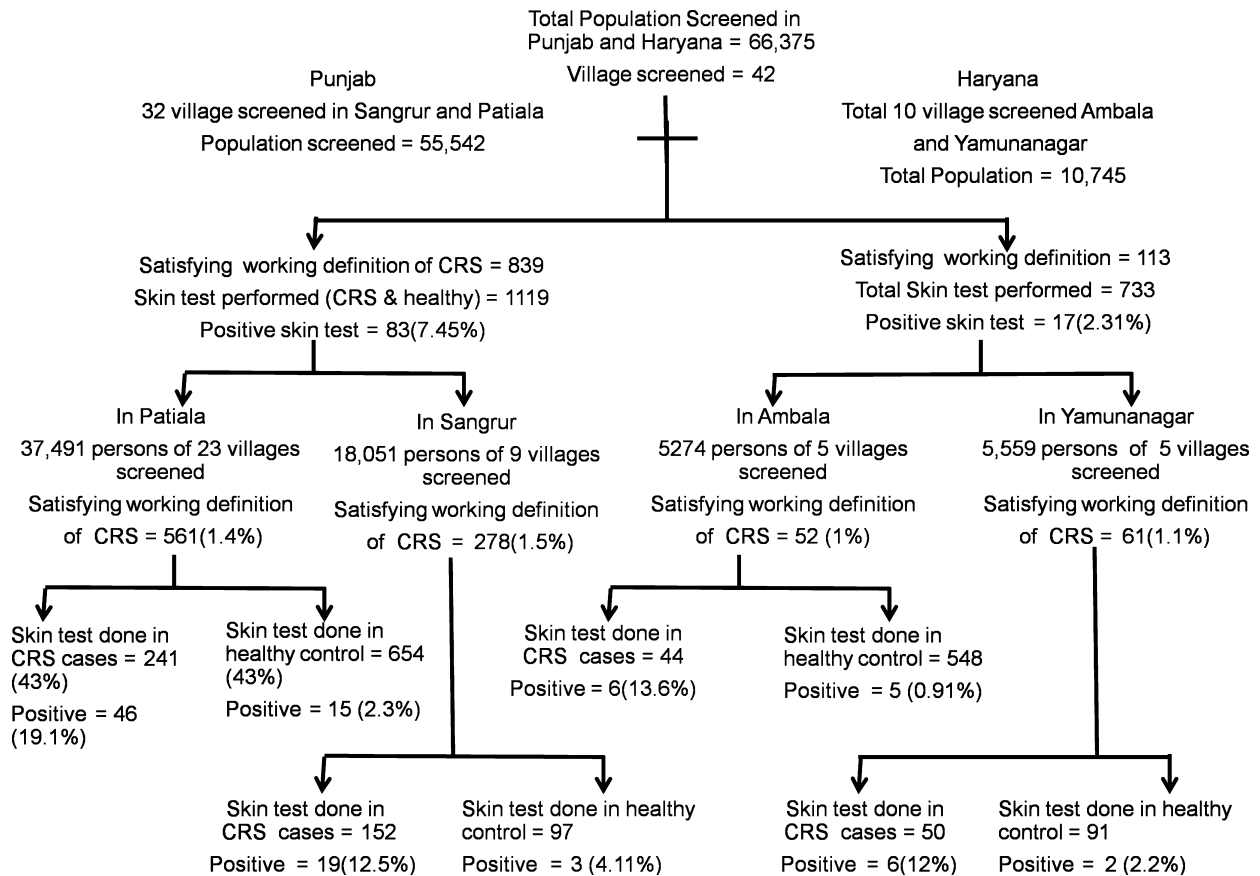 Total Population Screened in
Punjab and Haryana = 66,375
Village screened = 42
Punjab
32 village screened in Sangrur and Patiala
Population screened = 55,542
Haryana
Total 10 village screened Ambala
and Yamunanagar
Total Population = 10,745
Satisfying working definition of CRS = 839
Skin test performed (CRS & healthy) = 1119
Positive skin test = 83(7.45%)
Satisfying working definition = 113
Total Skin test performed = 733
Positive skin test = 17(2.31%)
In Patiala
37,491 persons of 23 villages
screened
Satisfying working definition
of CRS = 561(1.4%)
In Sangrur
18,051 persons of 9 villages
screened
Satisfying working definition
of CRS = 278(1.5%)
In Ambala
5274 persons of 5 villages
screened
Satisfying working definition
of CRS = 52 (1%)
In Yamunanagar
5,559 persons of 5 villages
screened
Satisfying working definition
of CRS = 61(1.1%)
Skin test done in
CRS cases = 241
(43%)
Positive = 46
(19.1%)
Skin test done in
healthy control = 654
(43%)
Positive = 15 (2.3%)
Skin test done in
CRS cases = 44
Positive = 6(13.6%)
Skin test done in
healthy control = 548
Positive = 5 (0.91%)
Skin test done in
CRS cases = 152
Positive = 19(12.5%)
Skin test done in healthy
control = 97
Positive = 3 (4.11%)
Skin test done in
CRS cases = 50
Positive = 6(12%)
Skin test done in healthy
control = 91
Positive = 2 (2.2%)